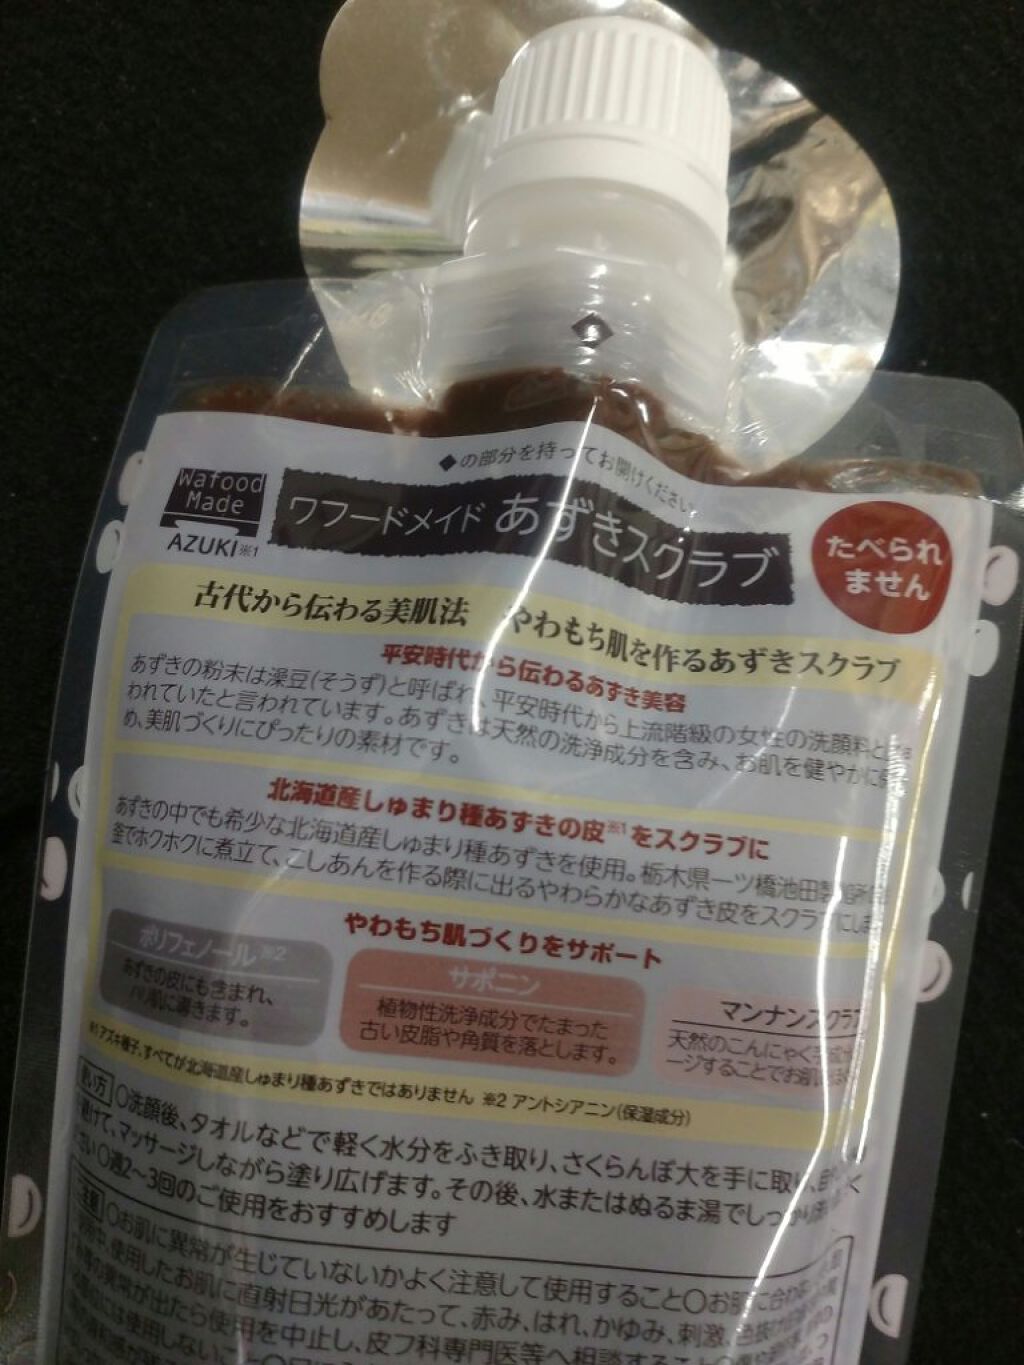 ◆の部分を持ってお開けください
Wafood
Made
AZUKI※1
ワフードメイド あずきスクラブ
たべられ
ません
古代から伝わる美肌法 やわもち肌を作るあずきスクラブ
平安時代から伝わるあずき美容
あずきの粉末は澡豆(そうず)と呼ばれ、平安時代から上流階級の女性の洗顔料と
われていたと言われています。あずきは天然の洗浄成分を含み、お肌を健やかに
め、美肌づくりにぴったりの素材です。
北海道産しゅまり種あずきの皮※1をスクラブに
あずきの中でも希少な北海道産しゅまり種あずきを使用。栃木県一ツ橋池田製
釜でホクホクに煮立て、こしあんを作る際に出るやわらかなあずき皮をスクラブにしま
やわもち肌づくりをサポート
ポリフェノール※2
あずきの皮にも含まれ、
ハリ肌に導きます。
サポニン
植物性洗浄成分でたまった
古い皮脂や角質を落とします。
マンナンスクラブ
天然のこんにゃく
ージすることでお肌
※1アズキ種子、すべてが北海道産しゅまり種あずきではありません ※2 アントシアニン(保湿成分)
使い方 〇洗顔後、タオルなどで軽く水分をふき取り、さくらんぼ大を手に取り、
避けて、マッサージしながら塗り広げます。その後、水またはぬるま湯でしっかり
さい〇週2〜3回のご使用をおすすめします
注意 〇お肌に異常が生じていないかよく注意して使用すること〇お肌に合わ
使用中、使用したお肌に直射日光があたって、赤み、はれ、かゆみ、刺激、色抜け
の異常が出たら使用を中止し、皮フ科専門医等へ相談すること
には使用しないこと